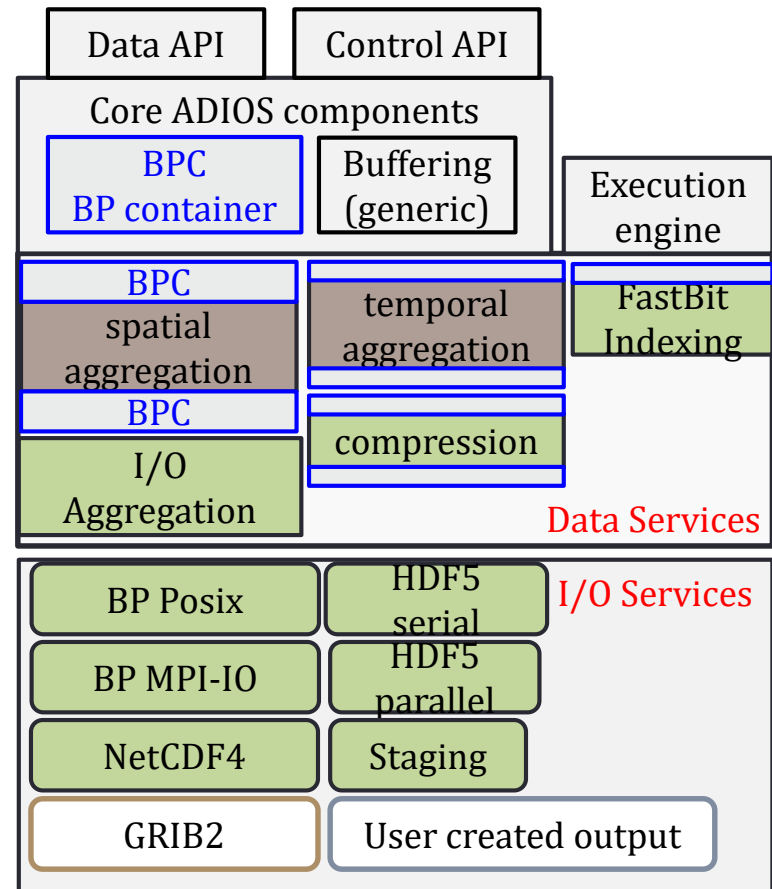 Data API
Control API
Core ADIOS components
BPC
BP container
Buffering
(generic)
Execution
engine
BPC
spatial
aggregation
BPC
temporal
aggregation
FastBit
Indexing
compression
I/O
Aggregation
Data Services
BP Posix
HDF5
serial
I/O Services
BP MPI-IO
HDF5
parallel
NetCDF4
Staging
GRIB2
User created output